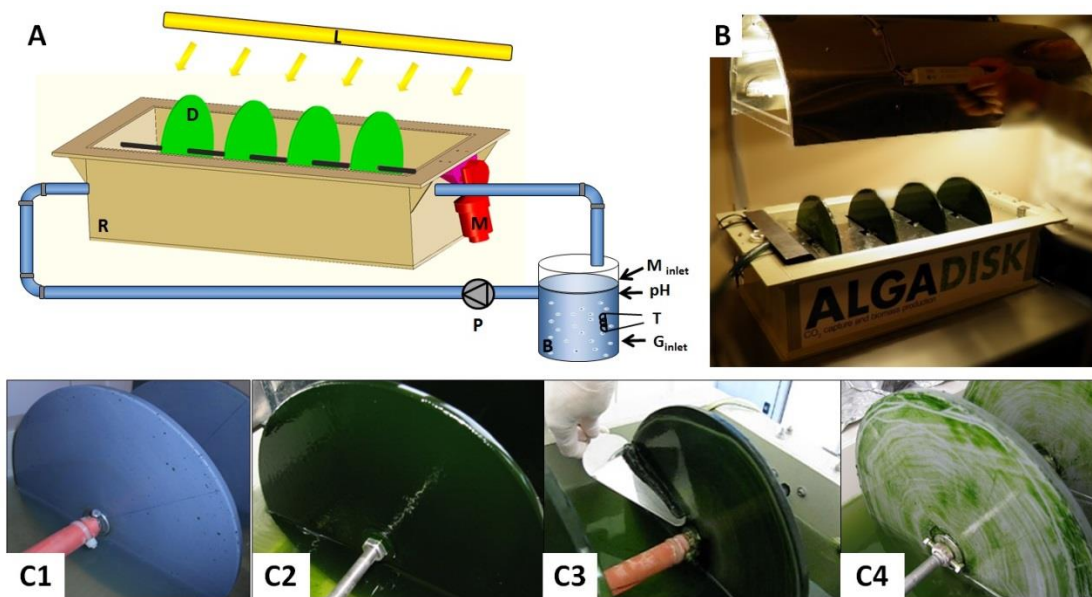 A
L
D
R
M
P
B
M inlet
pH
T
G inlet
B
ALGADISK
CO₂ capture and biomass production
C1
C2
C3
C4